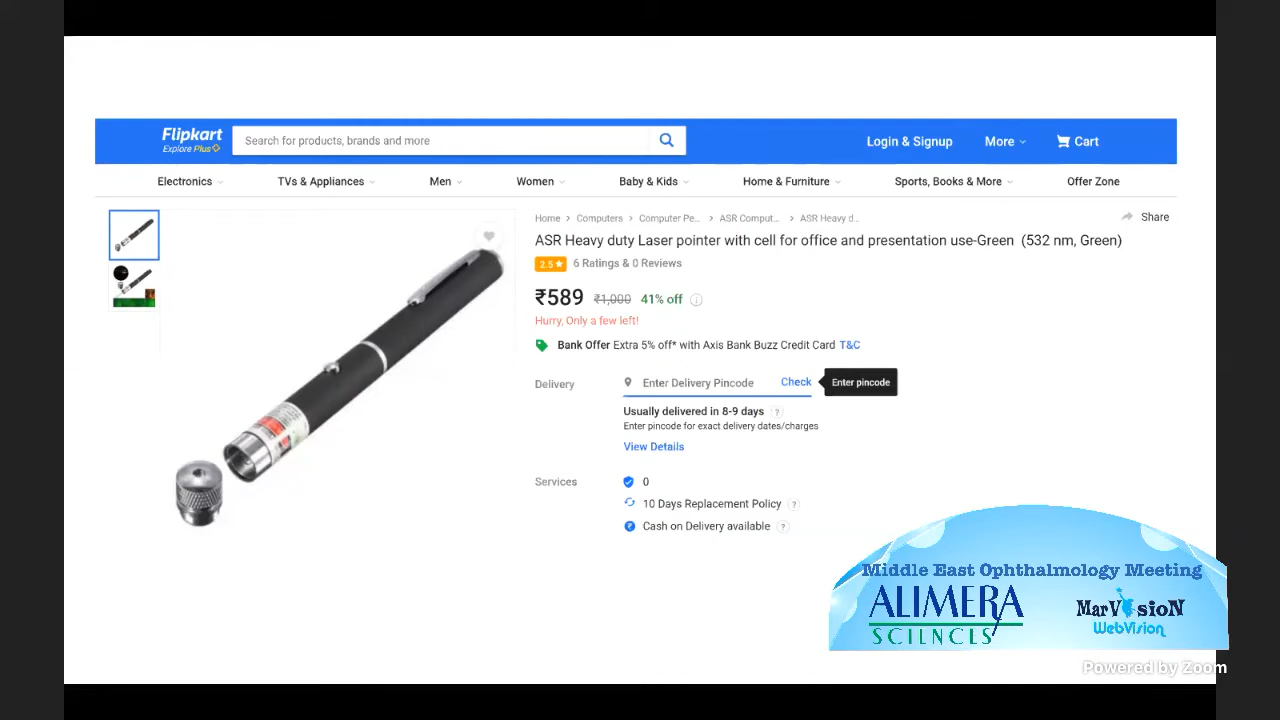 Flipkart
Explore Plus
Search for products, brands and more
Login & Signup
More
Cart
Electronics
TVs & Appliances
Men
Women
Baby & Kids
Home & Furniture
Sports, Books & More
Offer Zone
Home > Computers > Computer Pe... > ASR Comput... > ASR Heavy d...
Share
ASR Heavy duty Laser pointer with cell for office and presentation use-Green (532 nm, Green)
2.5 ★ 6 Ratings & 0 Reviews
₹589 ₹1,000 41% off
Hurry, Only a few left!
Bank Offer Extra 5% off* with Axis Bank Buzz Credit Card T&C
Delivery
Enter Delivery Pincode
Check
Enter pincode
Usually delivered in 8-9 days ?
Enter pincode for exact delivery dates/charges
View Details
Services
0
10 Days Replacement Policy ?
Cash on Delivery available ?
Middle East Ophthalmology Meeting
ALIMERA
SCIENCES
MarVision
WebVision
Powered by Zoom